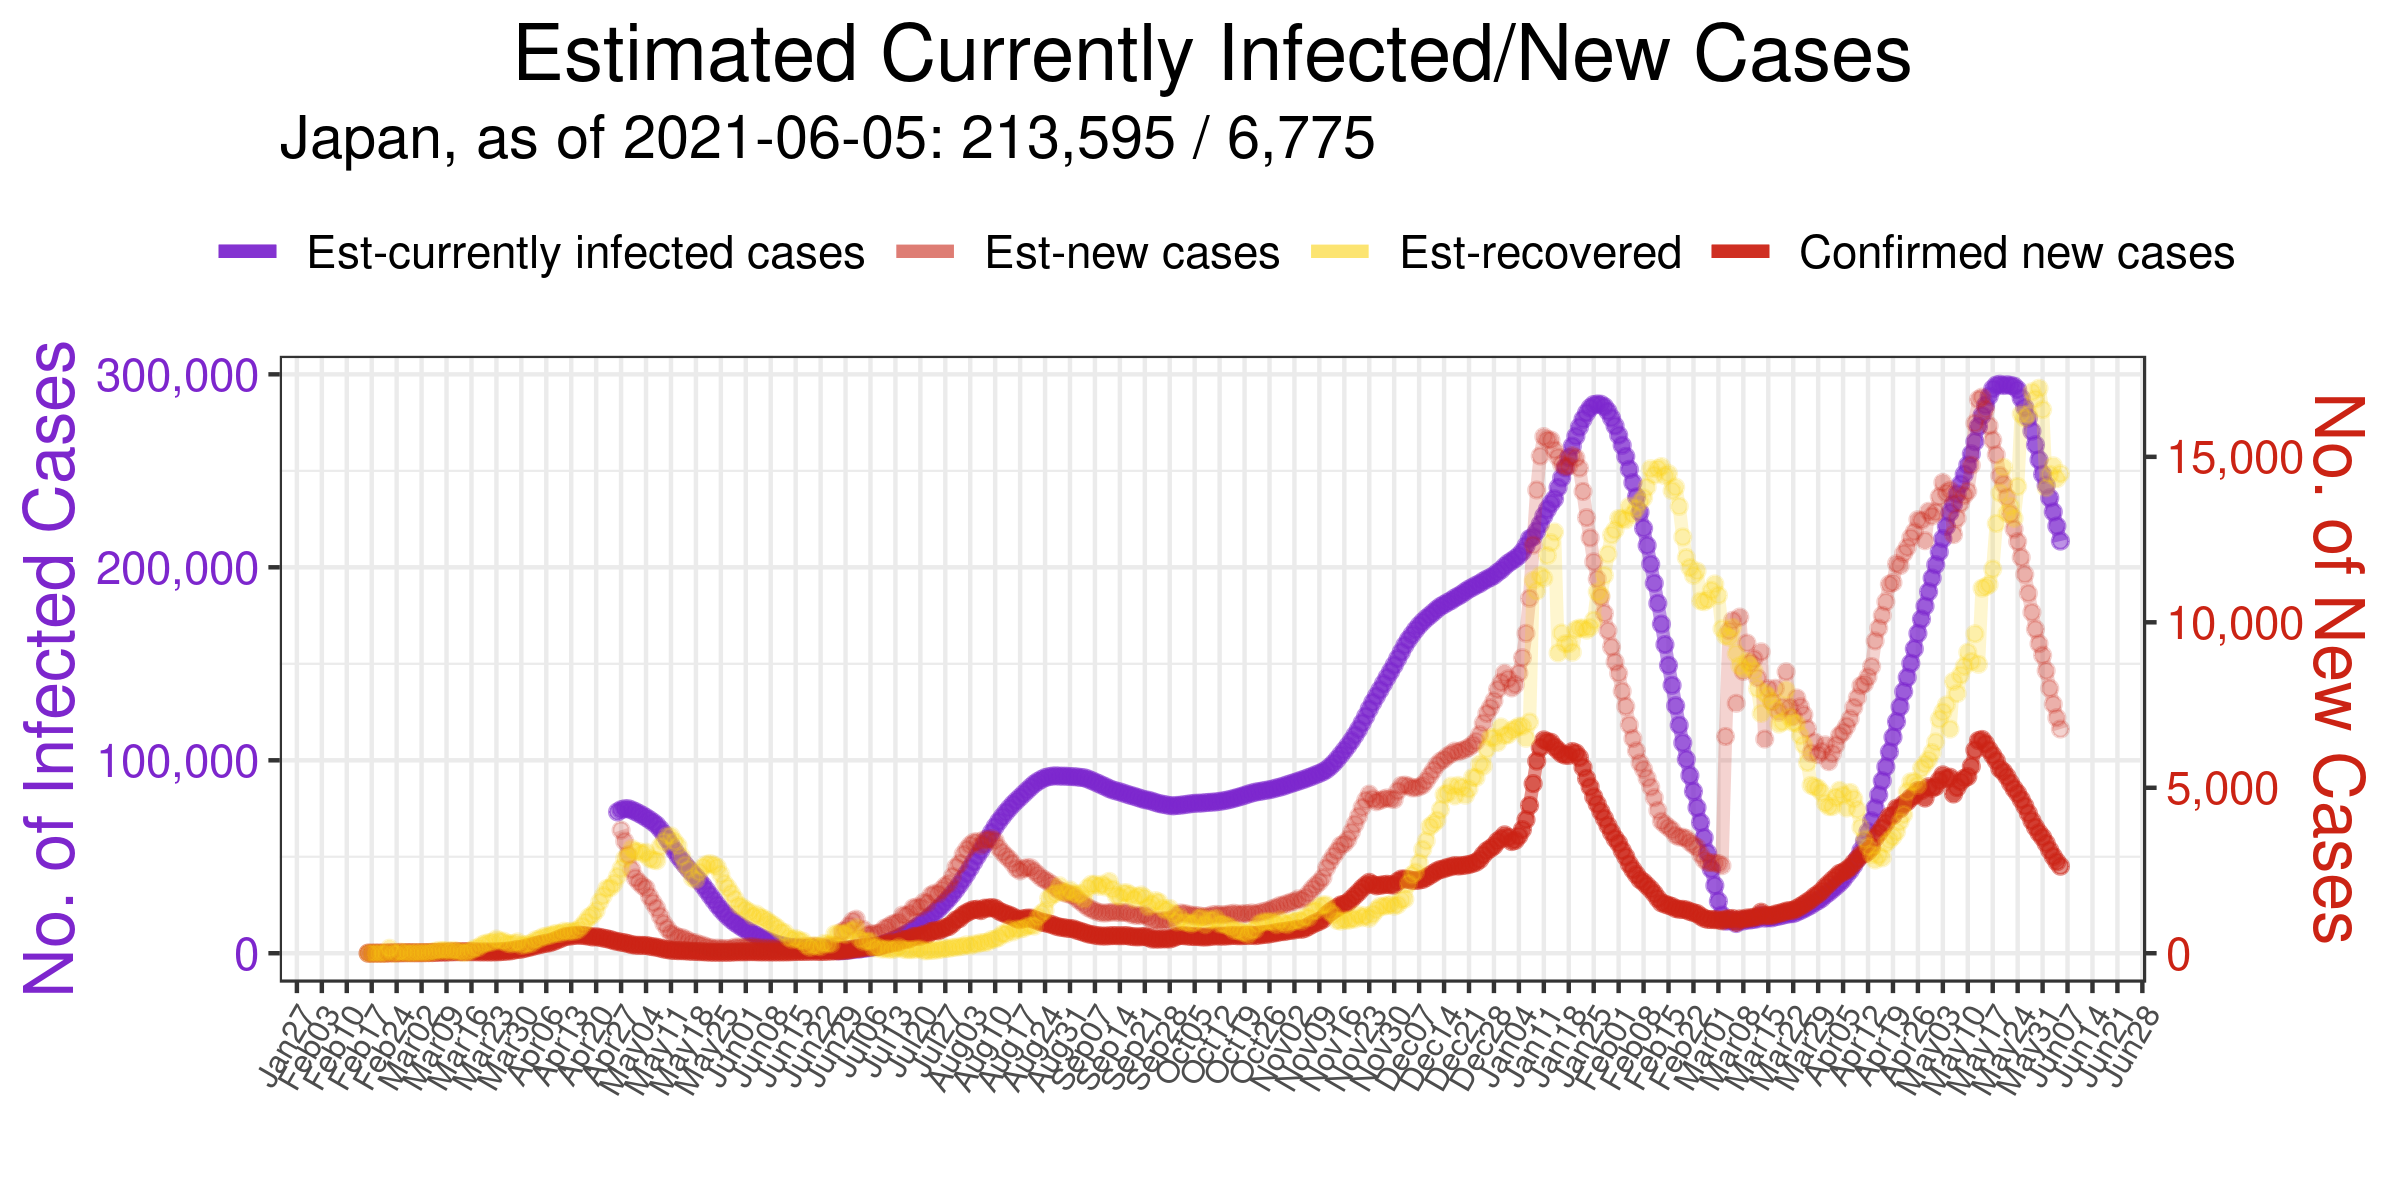 Estimated Currently Infected/New Cases
Japan, as of 2021-06-05: 213,595 / 6,775
Est-currently infected cases
Est-new cases
Est-recovered
Confirmed new cases
No. of Infected Cases
300,000
200,000
100,000
0
15,000
10,000
5,000
0
No. of New Cases
Jan27
Feb03
Feb10
Feb17
Feb24
Mar02
Mar09
Mar16
Mar23
Mar30
Apr06
Apr13
Apr20
Apr27
May04
May11
May18
May25
Jun01
Jun08
Jun15
Jun22
Jun29
Jul06
Jul13
Jul20
Jul27
Aug03
Aug10
Aug17
Aug24
Aug31
Sep07
Sep14
Sep21
Sep28
Oct05
Oct12
Oct19
Oct26
Nov02
Nov09
Nov16
Nov23
Nov30
Dec07
Dec14
Dec21
Dec28
Jan04
Jan11
Jan18
Jan25
Feb01
Feb08
Feb15
Feb22
Mar01
Mar08
Mar15
Mar22
Mar29
Apr05
Apr12
Apr19
Apr26
May03
May10
May17
May24
May31
Jun07
Jun14
Jun21
Jun28